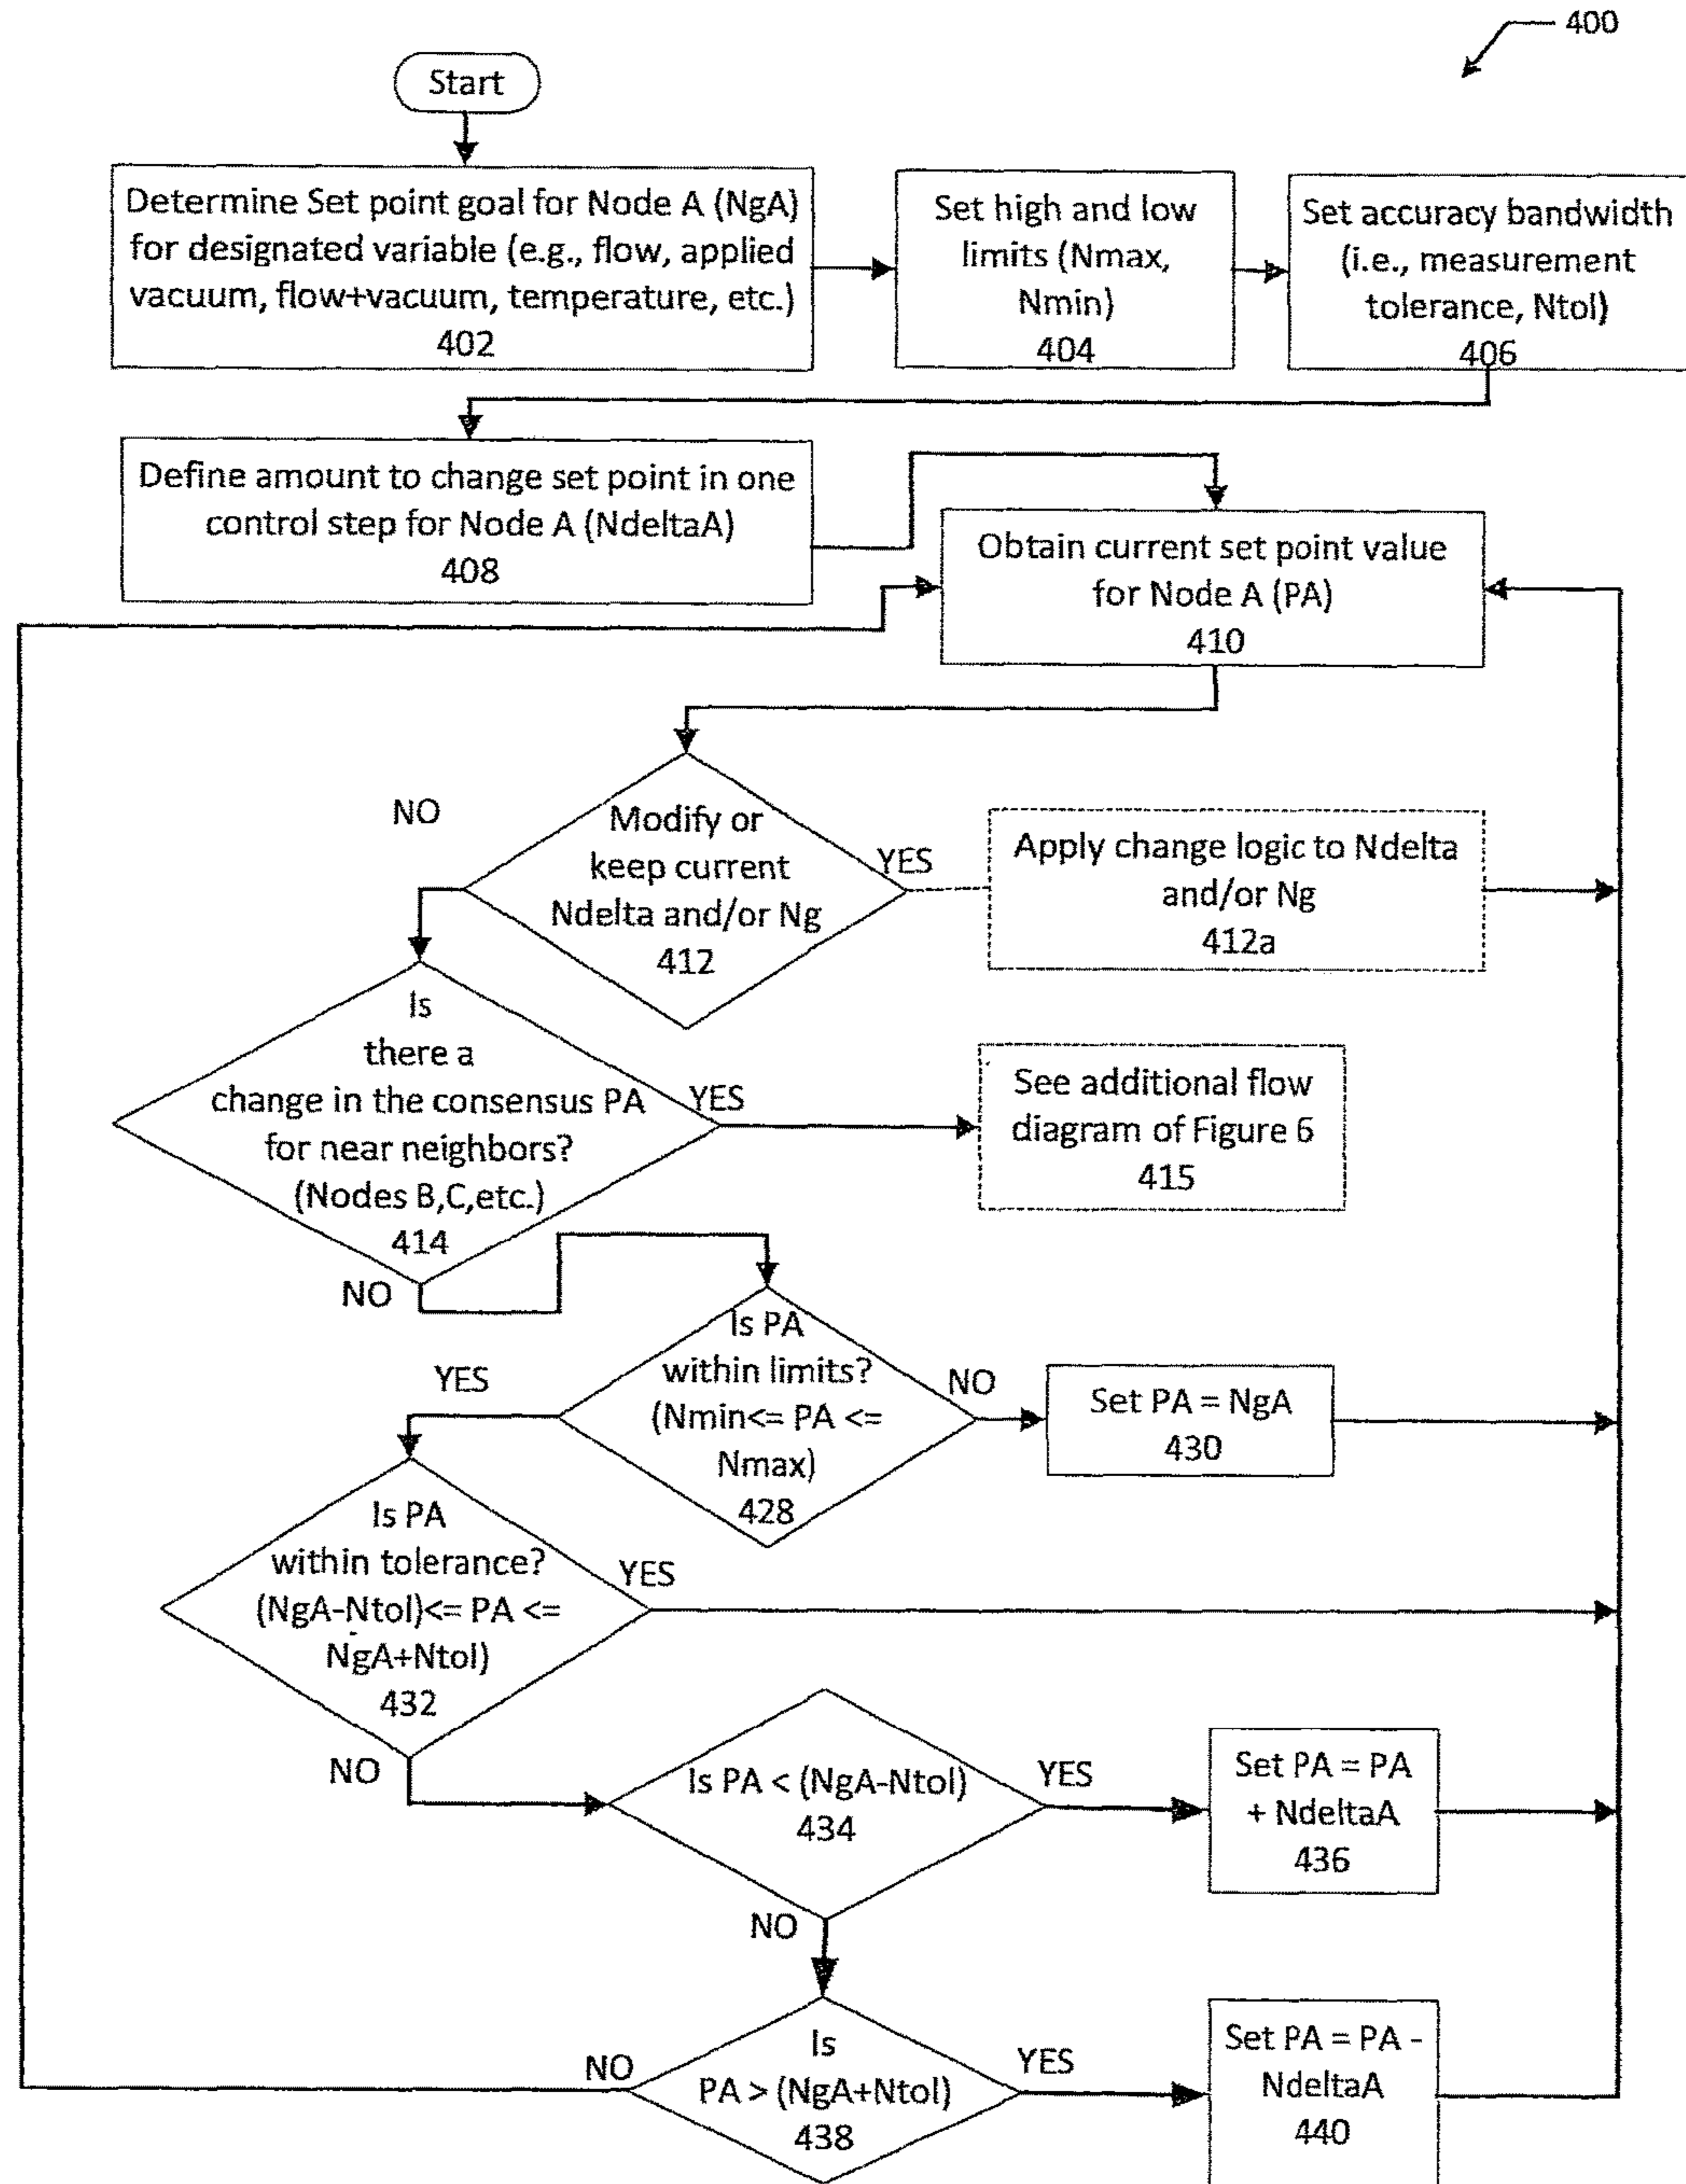 400
Start
Determine Set point goal for Node A (NgA)
for designated variable (e.g., flow, applied
vacuum, flow+vacuum, temperature, etc.)
402
Set high and low
limits (Nmax,
Nmin)
404
Set accuracy bandwidth
(i.e., measurement
tolerance, Ntol)
406
Define amount to change set point in one
control step for Node A (NdeltaA)
408
Obtain current set point value
for Node A (PA)
410
NO
Modify or
keep current
Ndelta and/or Ng
412
YES
Apply change logic to Ndelta
and/or Ng
412a
Is
there a
change in the consensus PA
for near neighbors?
(Nodes B,C,etc.)
414
YES
See additional flow
diagram of Figure 6
415
NO
Is PA
within limits?
(Nmin<= PA <=
Nmax)
428
YES
NO
Set PA = NgA
430
Is PA
within tolerance?
(NgA-Ntol)<= PA <=
NgA+Ntol)
432
YES
NO
Is PA < (NgA-Ntol)
434
YES
Set PA = PA
+ NdeltaA
436
NO
Is
PA > (NgA+Ntol)
438
NO
YES
Set PA = PA -
NdeltaA
440